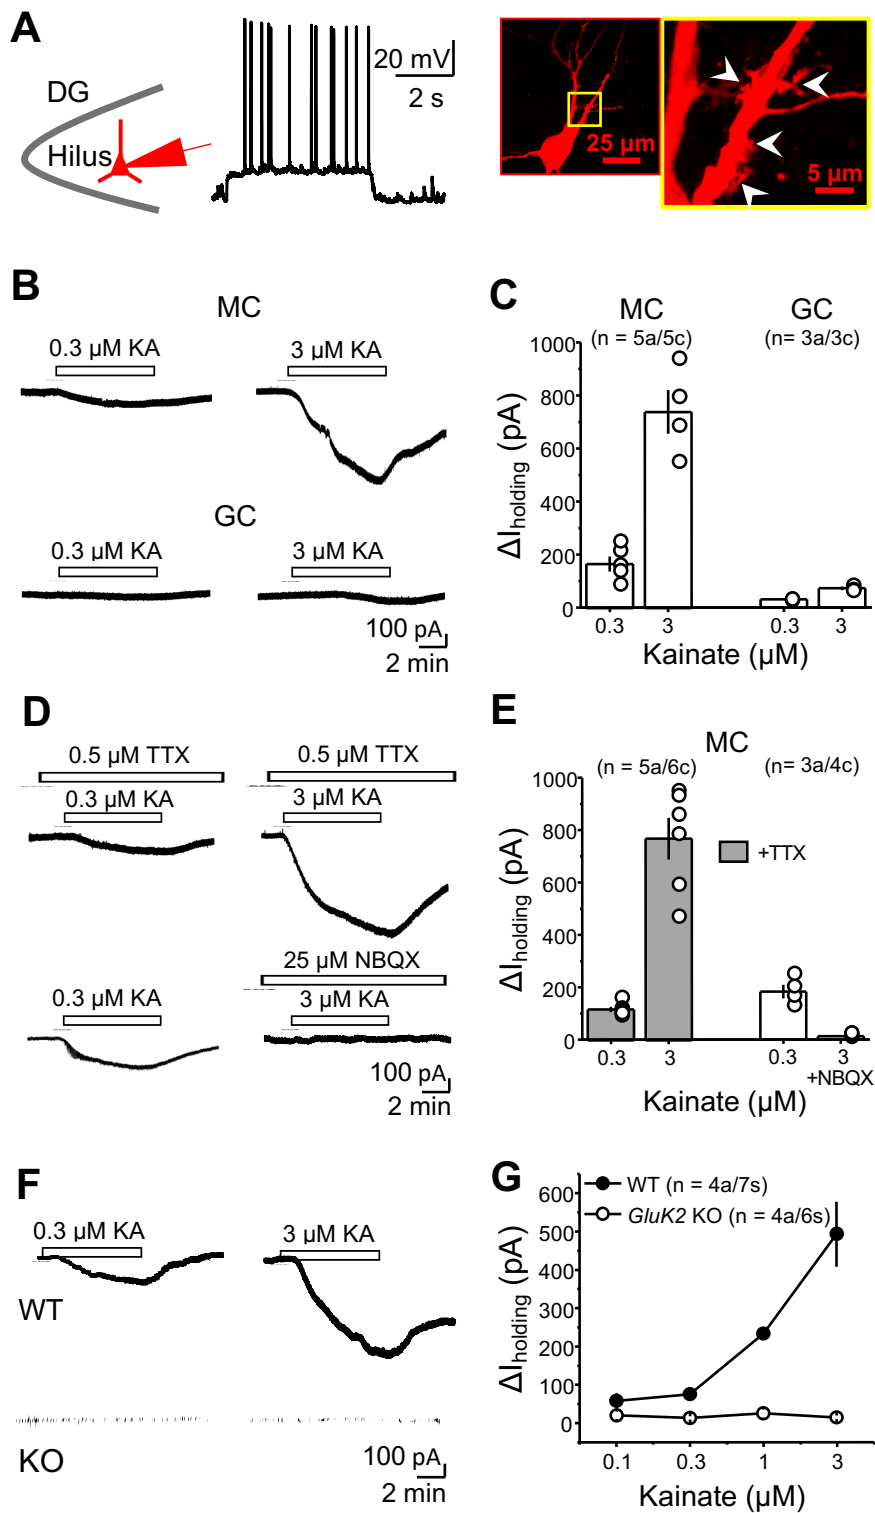 A
DG
Hilus
20 mV
2 s
25 µm
5 µm
B
MC
0.3 µM KA
3 µM KA
GC
0.3 µM KA
3 µM KA
100 pA
2 min
C
MC
GC
(n = 5a/5c)
(n= 3a/3c)
1000
800
600
400
200
0
ΔIholding (pA)
0.3
3
0.3
3
Kainate (µM)
D
0.5 µM TTX
0.5 µM TTX
0.3 µM KA
3 µM KA
25 µM NBQX
0.3 µM KA
3 µM KA
100 pA
2 min
E
MC
(n = 5a/6c)
(n= 3a/4c)
1000
800
600
400
200
0
ΔIholding (pA)
+TTX
0.3
3
0.3
3
+NBQX
Kainate (µM)
F
0.3 µM KA
3 µM KA
WT
KO
100 pA
2 min
G
WT (n = 4a/7s)
GluK2 KO (n = 4a/6s)
600
500
400
300
200
100
0
ΔIholding (pA)
0.1
0.3
1
3
Kainate (µM)